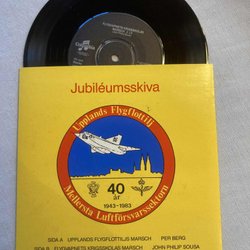 Columbia
Jubiléumsskiva
Upplands Flygflottilj
40
år
1943-1983
Mellersta Luftförsvarssektorn
SIDA A UPPLANDS FLYGFLOTTILJS MARSCH PER BERG
SIDA B FLYGVAPNETS KRIGSSKOLAS MARSCH JOHN PHILIP SOUSA